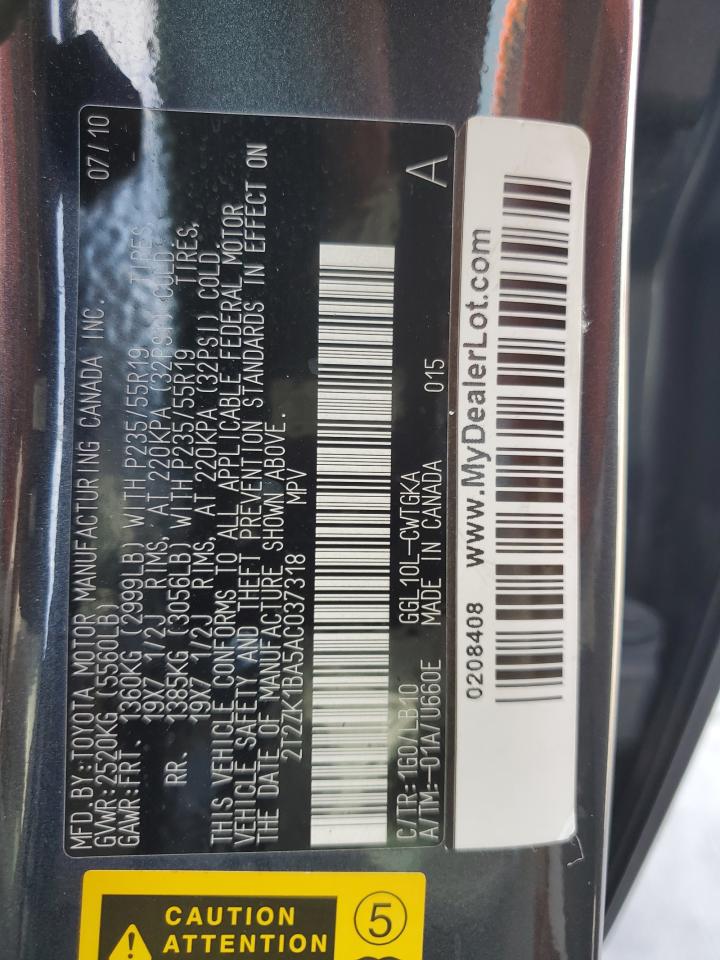 MFD.BY:TOYOTA MOTOR MANUFACTURING CANADA INC. 07/10
GVWR:2520KG (5560LB)
GAWR:FRT. 1360KG (2999LB) WITH P235/55R19 TIRES,
19X7 1/2J RIMS, AT 220KPA (32PSI) COLD.
RR. 1385KG (3056LB) WITH P235/55R19 TIRES,
19X7 1/2J RIMS, AT 220KPA (32PSI) COLD.
THIS VEHICLE CONFORMS TO ALL APPLICABLE FEDERAL MOTOR
VEHICLE SAFETY AND THEFT PREVENTION STANDARDS IN EFFECT ON
THE DATE OF MANUFACTURE SHOWN ABOVE.
2T2ZK1BA5AC037318 MPV
C/TR:1G0/LB10 GGL10L-CWTGKA 015
A/TM:-01A/U660E MADE IN CANADA A
0208408 www.MyDealerLot.com
CAUTION
ATTENTION
5